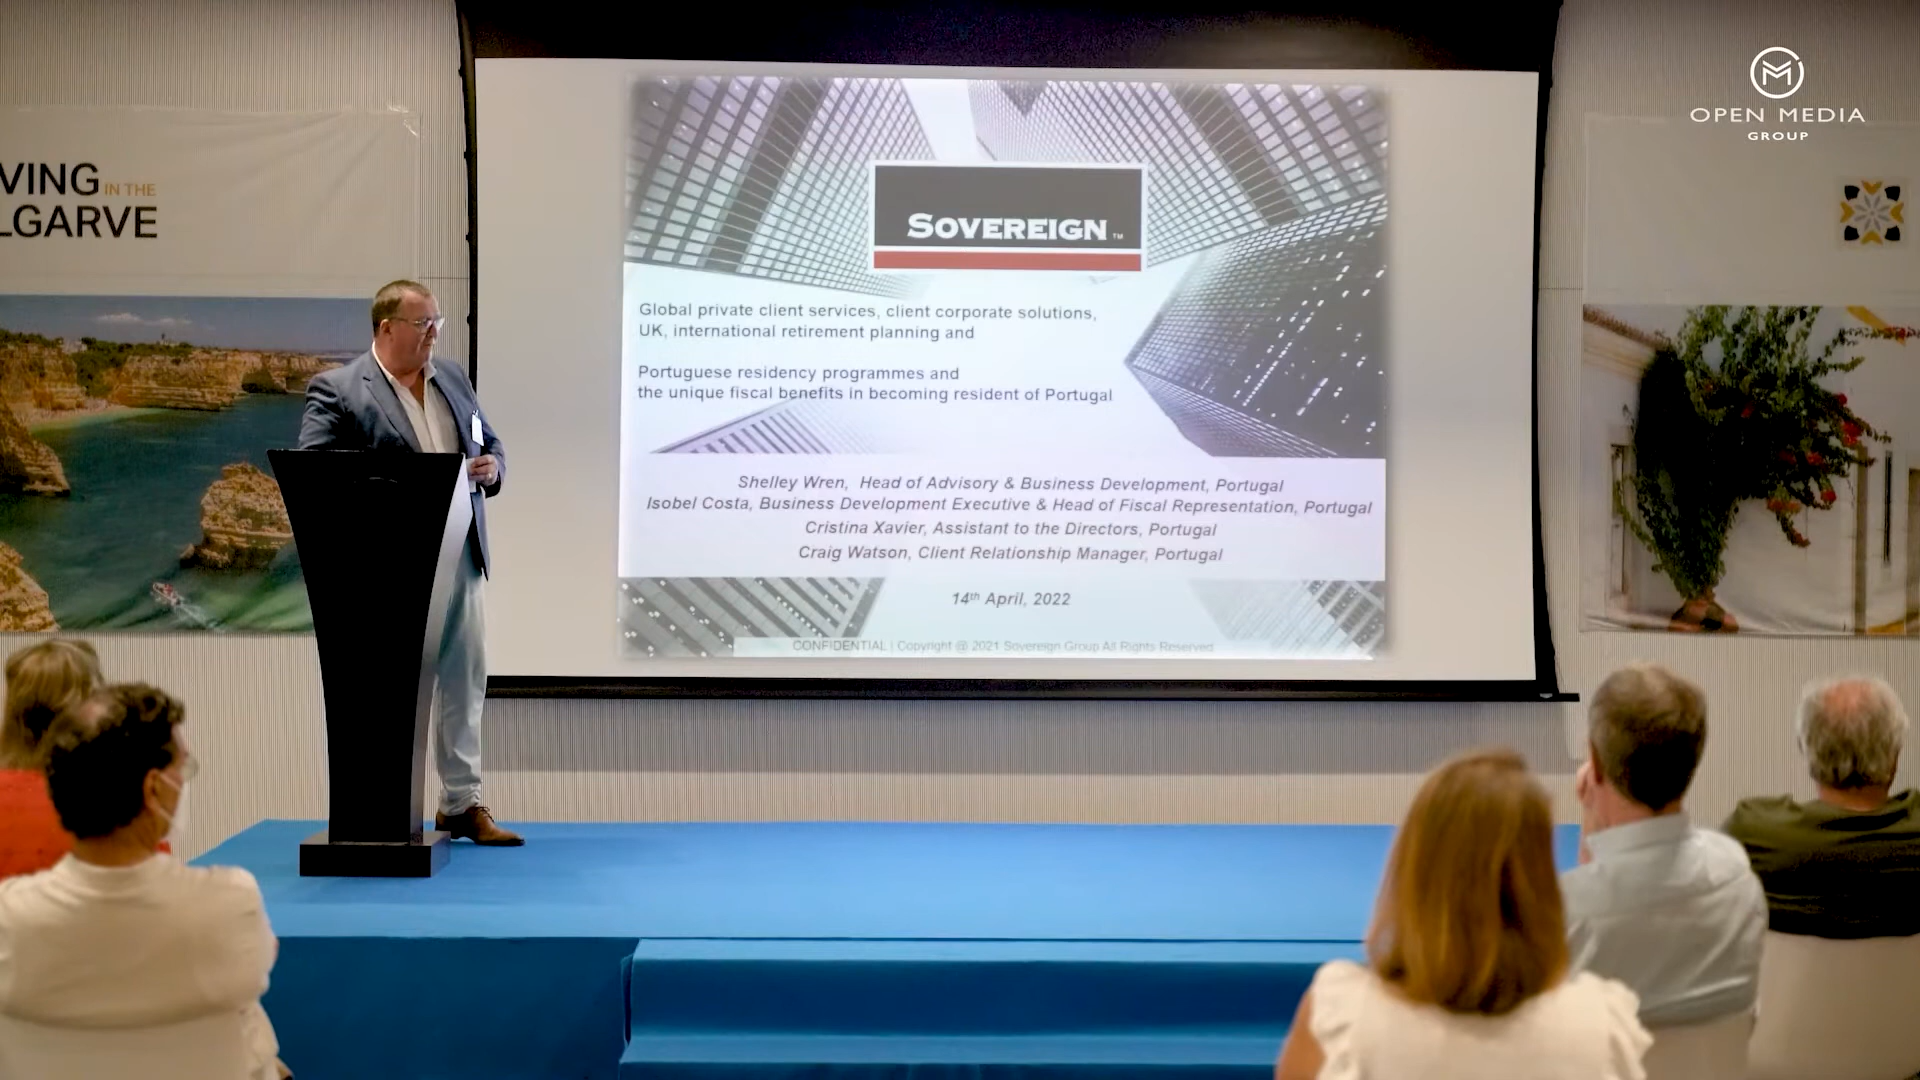 OPEN MEDIA
GROUP
VING IN THE
LGARVE
SOVEREIGN TM
Global private client services, client corporate solutions,
UK, international retirement planning and
Portuguese residency programmes and
the unique fiscal benefits in becoming resident of Portugal
Shelley Wren, Head of Advisory & Business Development, Portugal
Isobel Costa, Business Development Executive & Head of Fiscal Representation, Portugal
Cristina Xavier, Assistant to the Directors, Portugal
Craig Watson, Client Relationship Manager, Portugal
14th April, 2022
CONFIDENTIAL | Copyright @ 2021 Sovereign Group All Rights Reserved